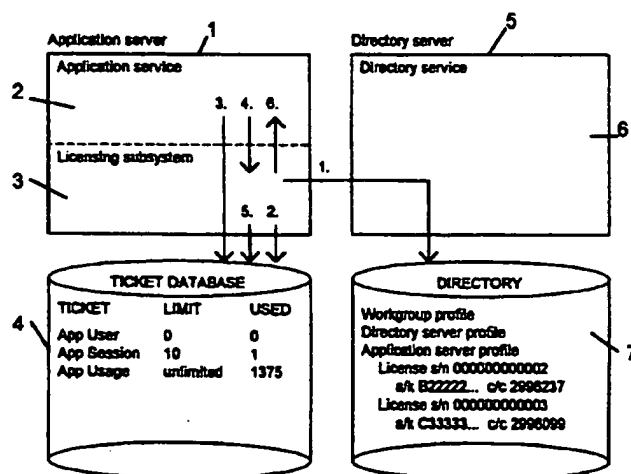 1
Application server
Application service
2
3. 4. 6.
Licensing subsystem
3
5. 2.
1.
5
Directory server
Directory service
6
TICKET DATABASE
TICKET LIMIT USED
4
App User 0 0
App Session 10 1
App Usage unlimited 1375
DIRECTORY
Workgroup profile
Directory server profile
Application server profile
7
License s/n 000000000002
a/k B22222... c/c 2996237
License s/n 000000000003
a/k C33333... c/c 2996099